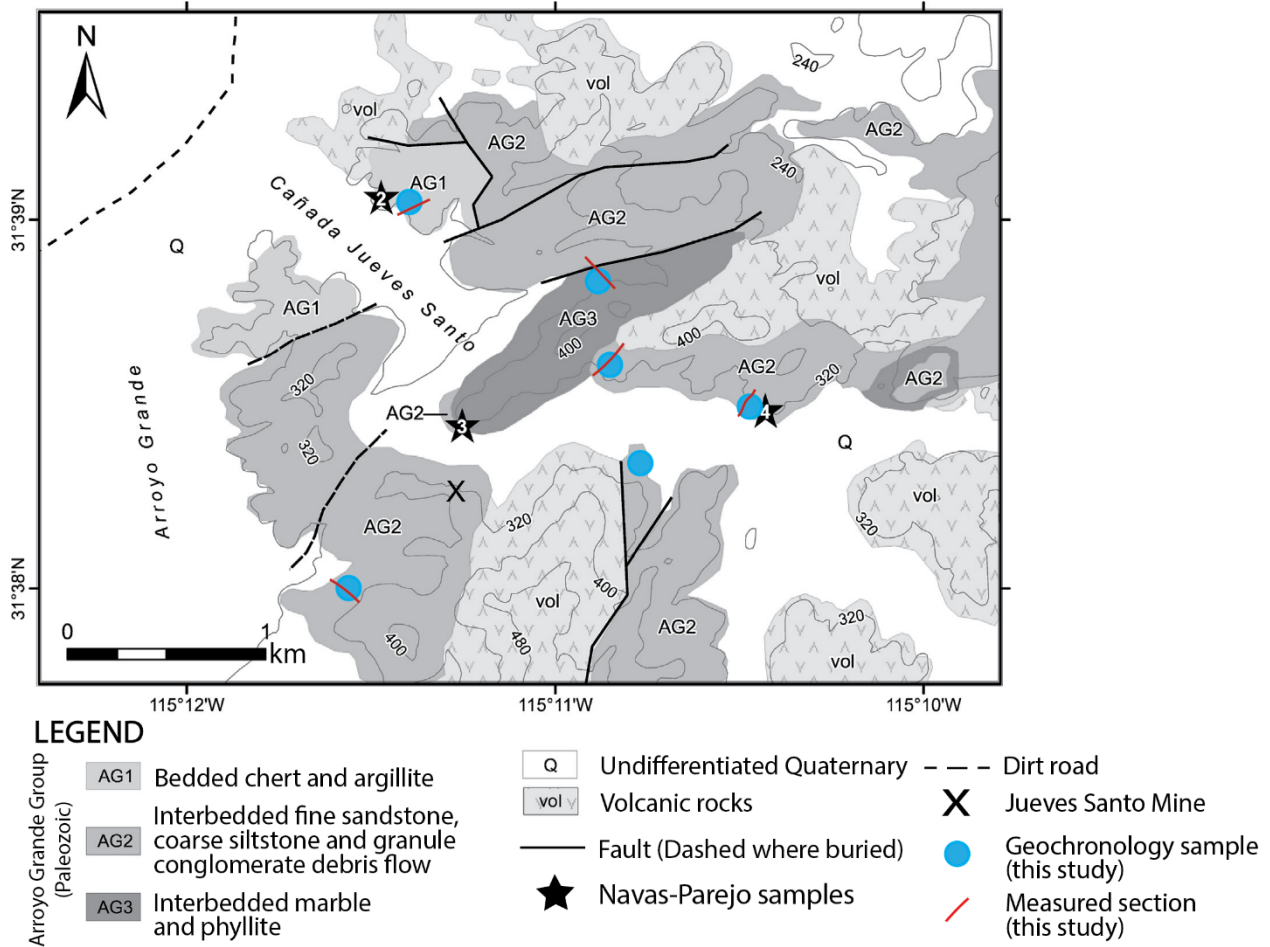 N
vol
vol
240
AG2
AG2
2
AG1
240
31°39'N
Cañada Jueves Santo
AG2
Q
vol
AG1
AG3
400
400
320
AG2
320
AG2
Arroyo Grande
AG2
3
4
320
Q
AG2
320
vol
320
31°38'N
400
vol
AG2
320
400
480
vol
0
1
km
115°12'W
115°11'W
115°10'W
LEGEND
Arroyo Grande Group
(Paleozoic)
AG1
Bedded chert and argillite
AG2
Interbedded fine sandstone,
coarse siltstone and granule
conglomerate debris flow
AG3
Interbedded marble
and phyllite
Q
Undifferentiated Quaternary
vol
Volcanic rocks
Fault (Dashed where buried)
Navas-Parejo samples
Dirt road
X
Jueves Santo Mine
Geochronology sample
(this study)
Measured section
(this study)